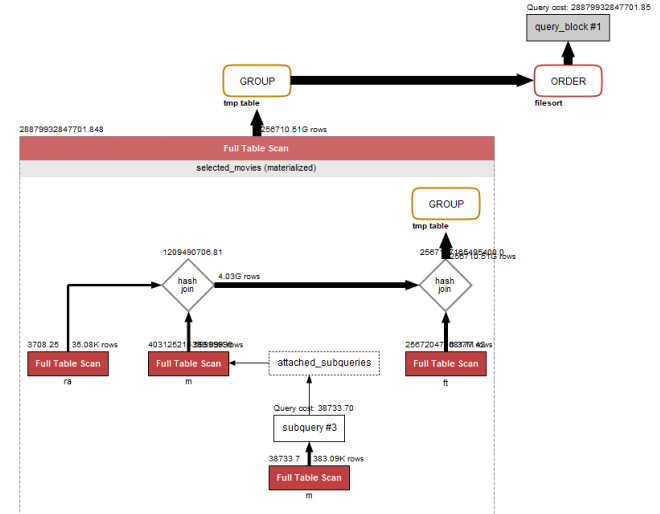 Query cost: 28879932847701.85
query_block #1
GROUP
ORDER
tmp table
filesort
28879932847701.848
256710.51G rows
Full Table Scan
selected_movies (materialized)
GROUP
tmp table
1209490706.81
256710.51G rows
hash
join
4.03G rows
hash
join
3708.25
35.08K rows
Full Table Scan
Full Table Scan
attached_subqueries
Full Table Scan
ra
m
ft
Query cost: 38733.70
subquery #3
38733.7
383.09K rows
Full Table Scan
m